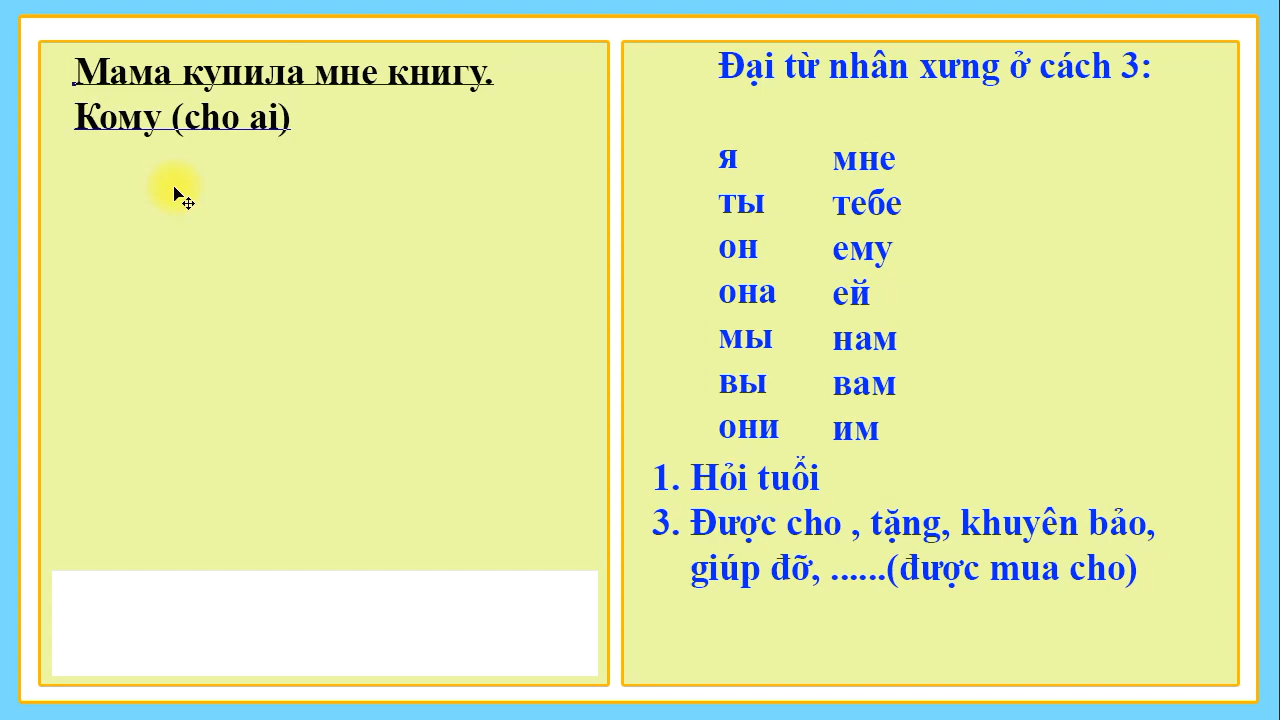 Мама купила мне книгу.
Кому (cho ai)
Đại từ nhân xưng ở cách 3:
я мне
ты тебе
он ему
она ей
мы нам
вы вам
они им
1. Hỏi tuổi
3. Được cho , tặng, khuyên bảo,
giúp đỡ, ......(được mua cho)